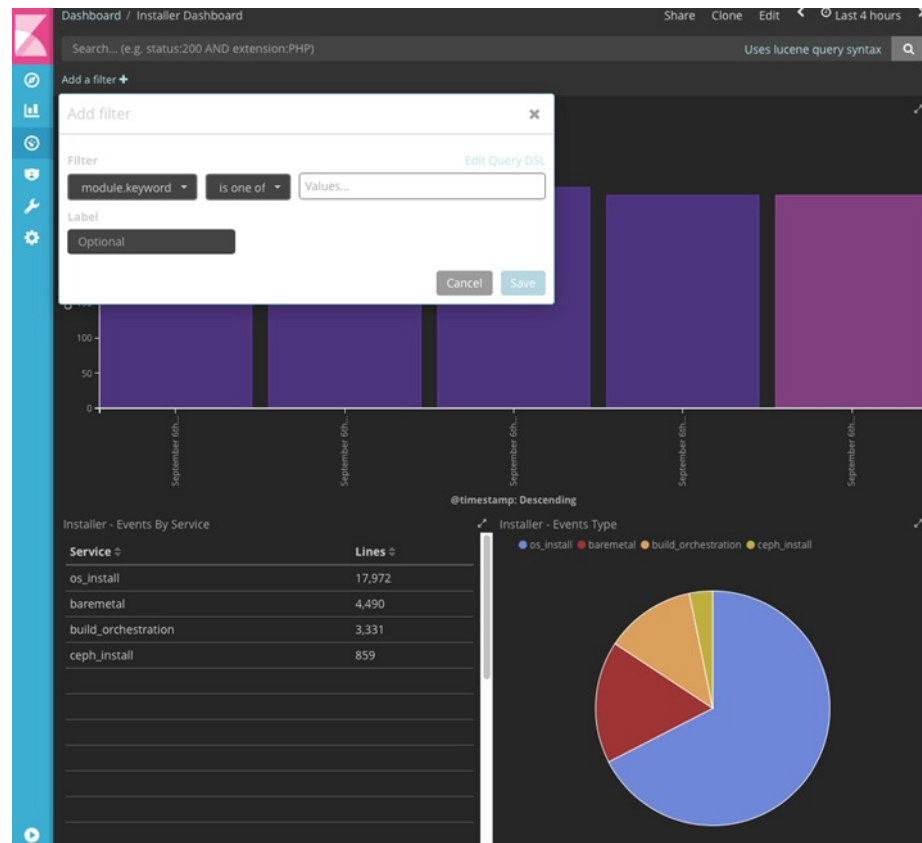 Dashboard / Installer Dashboard Share Clone Edit Last 4 hours
Search... (e.g. status:200 AND extension:PHP) Uses lucene query syntax
Add a filter +
Add filter
Filter Edit Query DSL
module.keyword is one of Values...
Label
Optional
Cancel Save
100
50
0
September 6th...
September 6th...
September 6th...
September 6th...
September 6th...
@timestamp: Descending
Installer - Events By Service
Service Lines
os_install 17,972
baremetal 4,490
build_orchestration 3,331
ceph_install 859
Installer - Events Type
os_install baremetal build_orchestration ceph_install